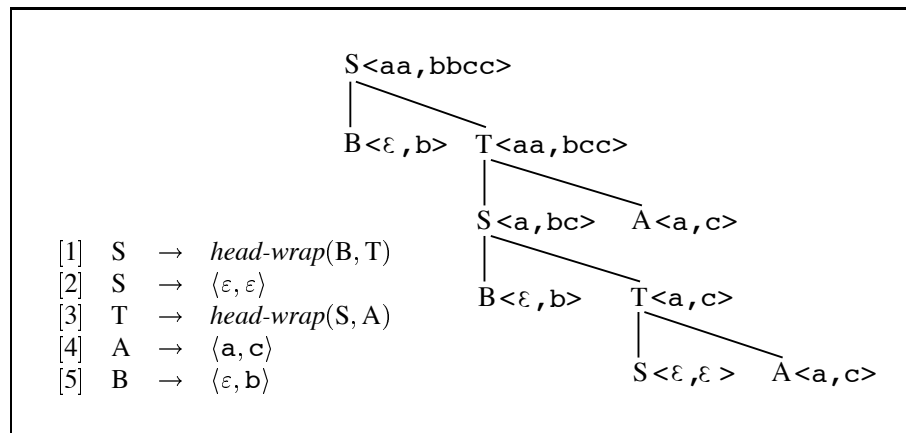 S<aa,bbcc>
B<ε,b> T<aa,bcc>
S<a,bc> A<a,c>
[1] S → head-wrap(B, T)
[2] S → ⟨ε, ε⟩
B<ε,b> T<a,c>
[3] T → head-wrap(S, A)
[4] A → ⟨a, c⟩
S<ε,ε> A<a,c>
[5] B → ⟨ε, b⟩